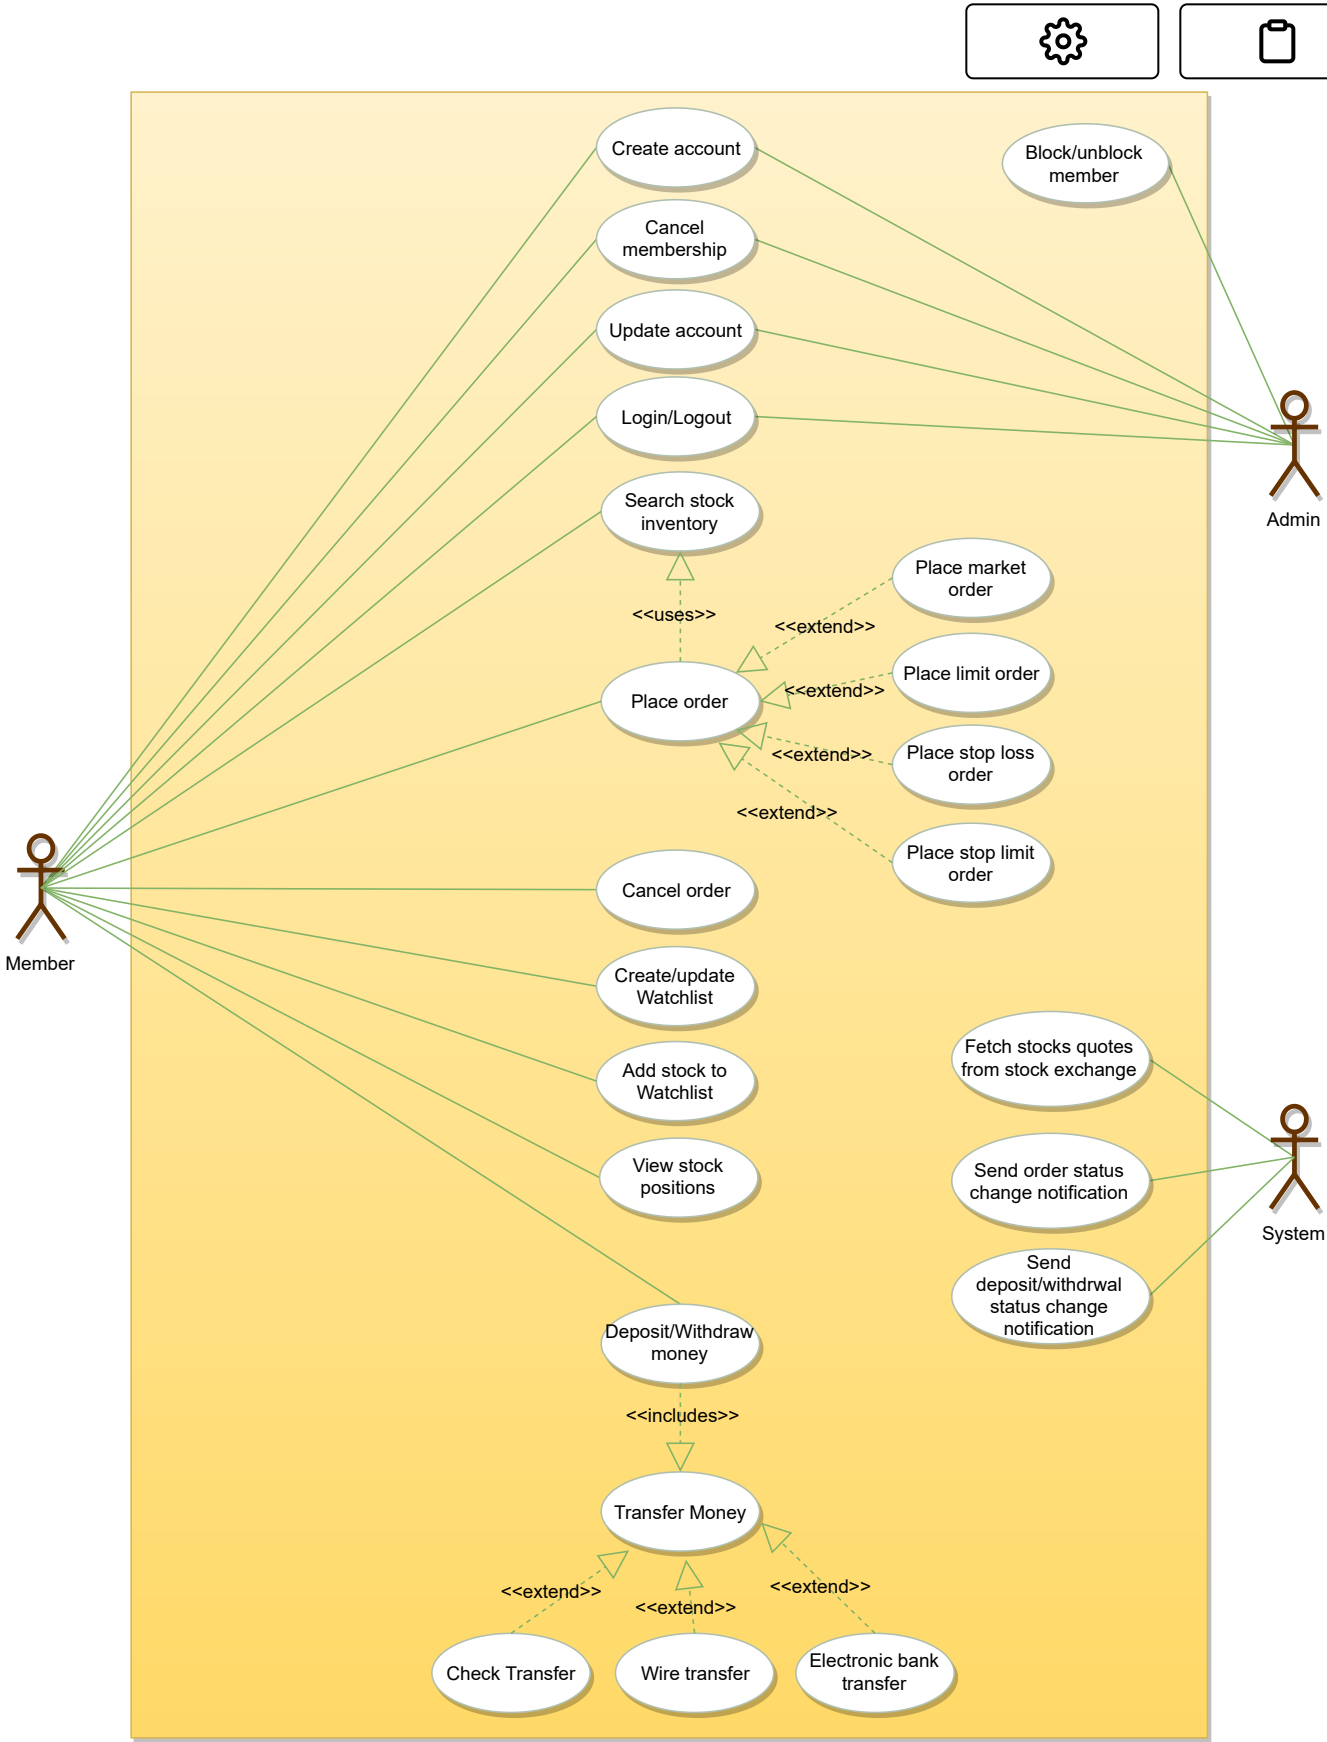 Create account
Block/unblock
member
Cancel
membership
Update account
Login/Logout
Search stock
inventory
Admin
Place market
order
<<uses>>
<<extend>>
Place limit order
<<extend>>
Place order
Place stop loss
order
<<extend>>
<<extend>>
Place stop limit
order
Cancel order
Member
Create/update
Watchlist
Fetch stocks quotes
from stock exchange
Add stock to
Watchlist
View stock
positions
Send order status
change notification
System
Send
deposit/withdrwal
status change
notification
Deposit/Withdraw
money
<<includes>>
Transfer Money
<<extend>>
<<extend>>
<<extend>>
Check Transfer
Wire transfer
Electronic bank
transfer